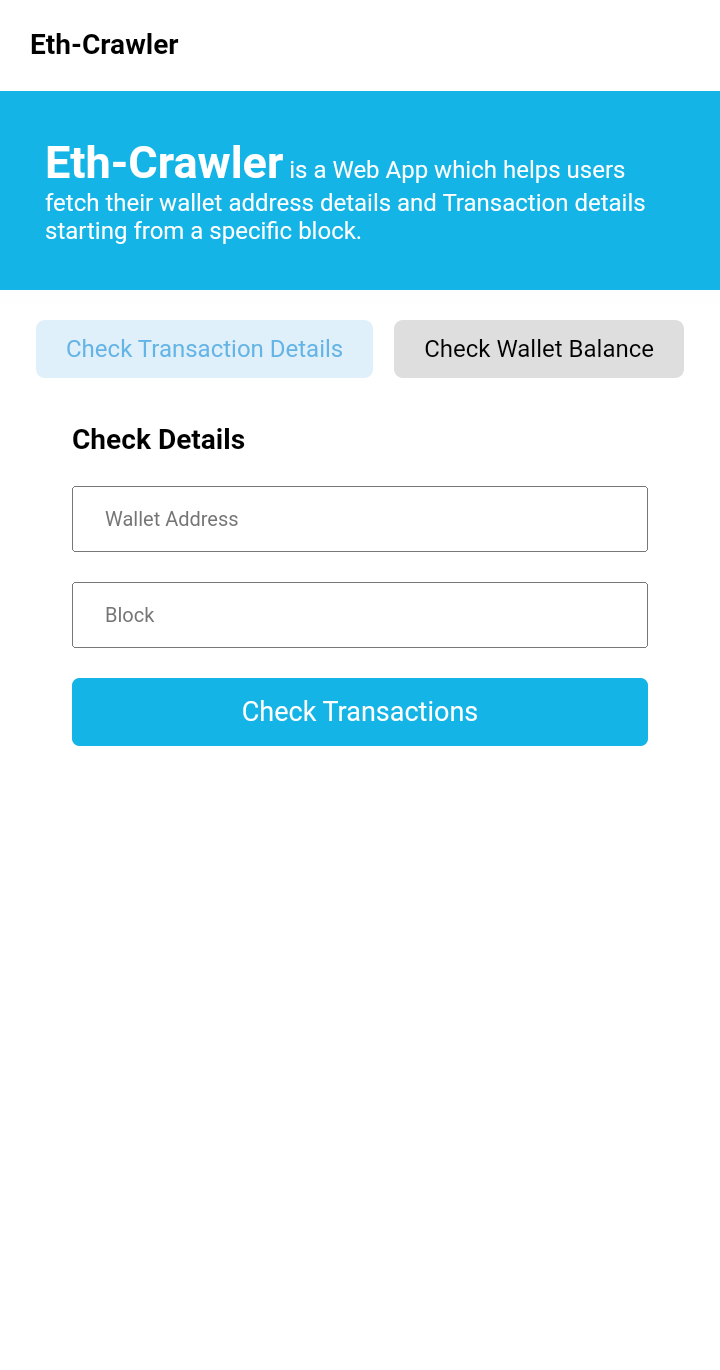 Eth-Crawler
Eth-Crawler is a Web App which helps users
fetch their wallet address details and Transaction details
starting from a specific block.
Check Transaction Details
Check Wallet Balance
Check Details
Wallet Address
Block
Check Transactions